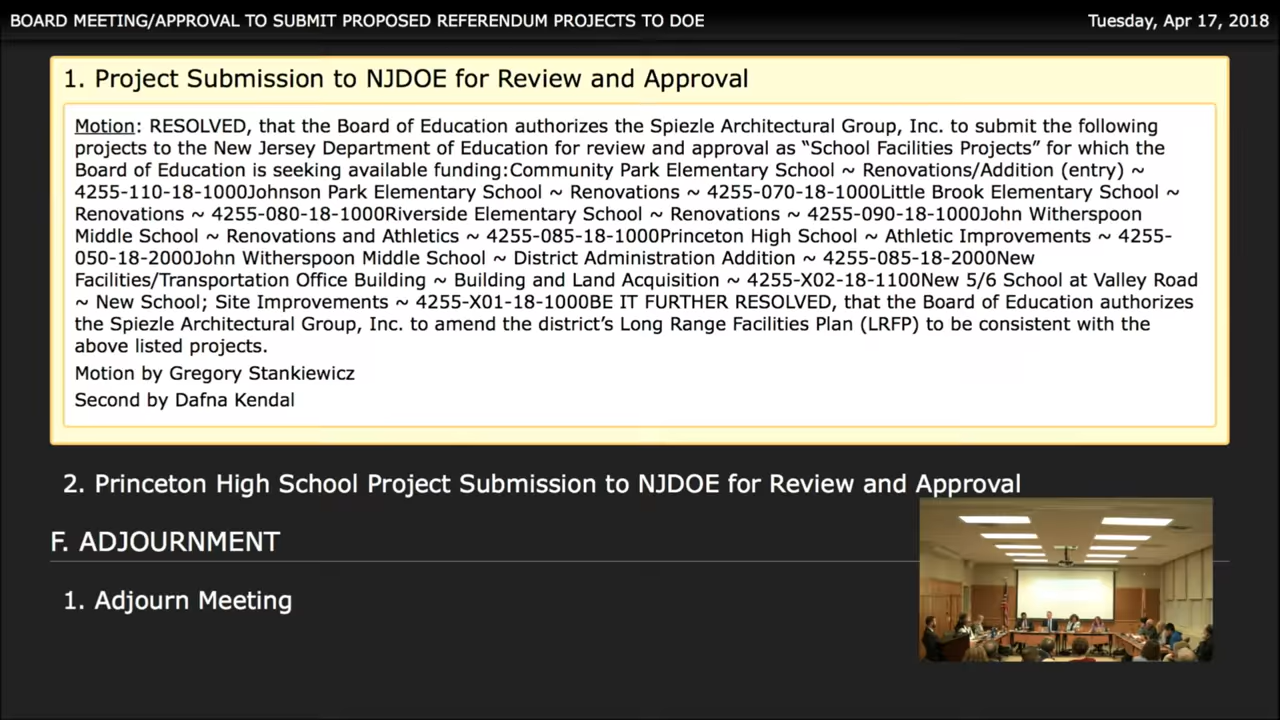 BOARD MEETING/APPROVAL TO SUBMIT PROPOSED REFERENDUM PROJECTS TO DOE
Tuesday, Apr 17, 2018
1. Project Submission to NJDOE for Review and Approval
Motion: RESOLVED, that the Board of Education authorizes the Spiezle Architectural Group, Inc. to submit the following
projects to the New Jersey Department of Education for review and approval as “School Facilities Projects” for which the
Board of Education is seeking available funding:Community Park Elementary School ~ Renovations/Addition (entry) ~
4255-110-18-1000Johnson Park Elementary School ~ Renovations ~ 4255-070-18-1000Little Brook Elementary School ~
Renovations ~ 4255-080-18-1000Riverside Elementary School ~ Renovations ~ 4255-090-18-1000John Witherspoon
Middle School ~ Renovations and Athletics ~ 4255-085-18-1000Princeton High School ~ Athletic Improvements ~ 4255-
050-18-2000John Witherspoon Middle School ~ District Administration Addition ~ 4255-085-18-2000New
Facilities/Transportation Office Building ~ Building and Land Acquisition ~ 4255-X02-18-1100New 5/6 School at Valley Road
~ New School; Site Improvements ~ 4255-X01-18-1000BE IT FURTHER RESOLVED, that the Board of Education authorizes
the Spiezle Architectural Group, Inc. to amend the district’s Long Range Facilities Plan (LRFP) to be consistent with the
above listed projects.
Motion by Gregory Stankiewicz
Second by Dafna Kendal
2. Princeton High School Project Submission to NJDOE for Review and Approval
F. ADJOURNMENT
1. Adjourn Meeting